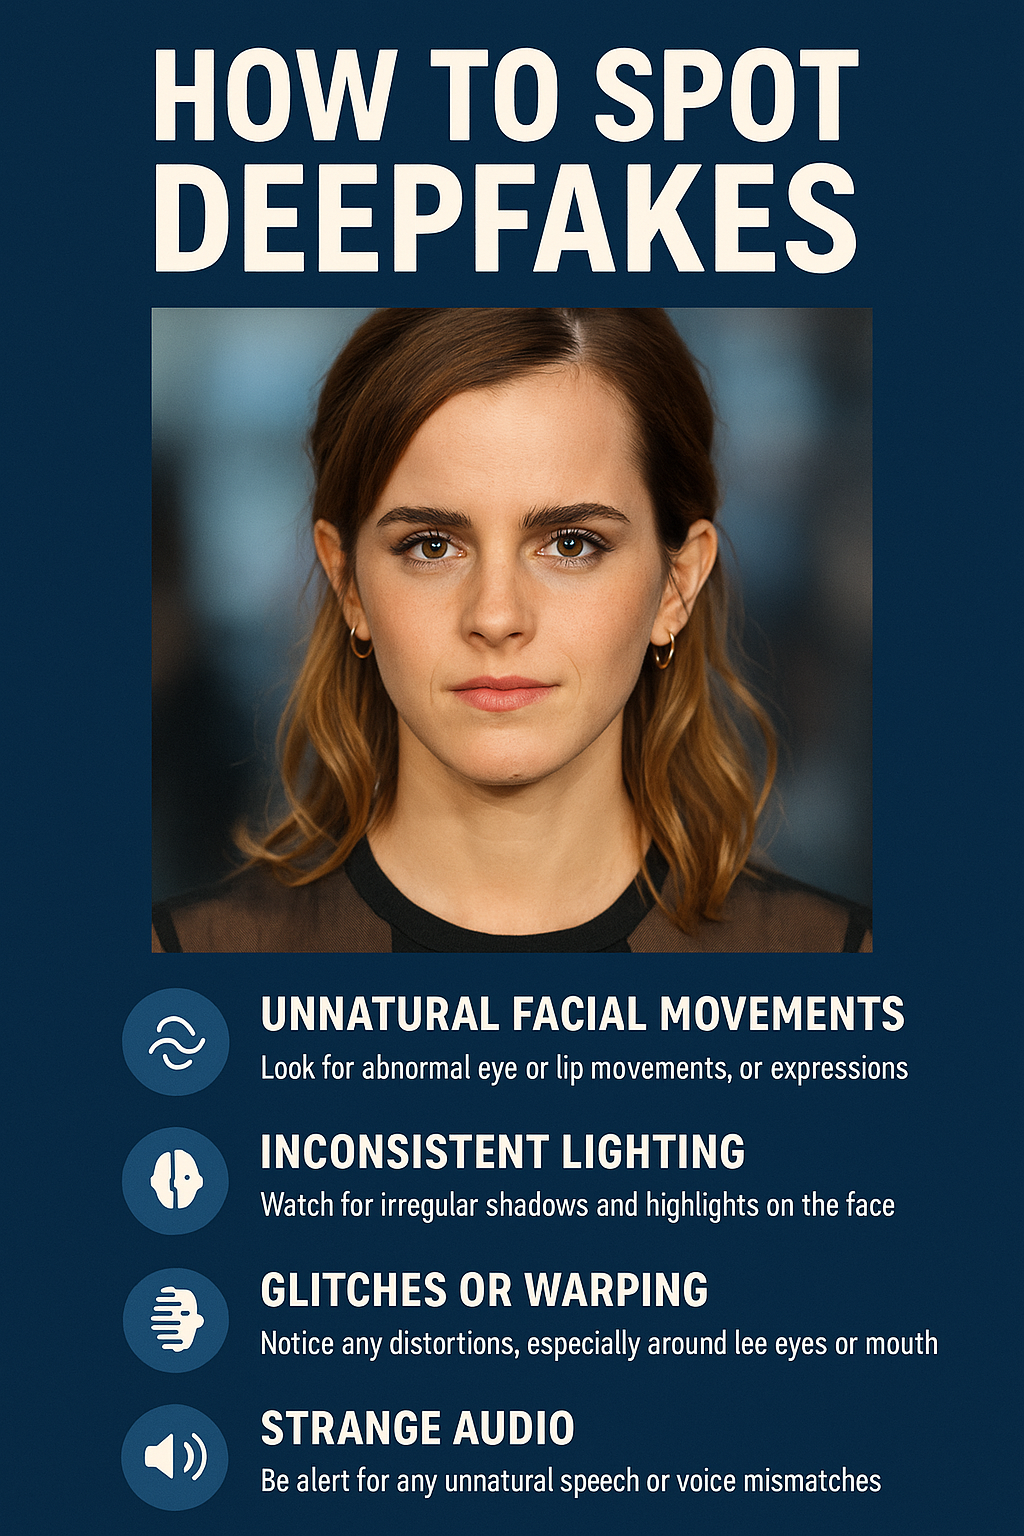 HOW TO SPOT
DEEPFAKES
UNNATURAL FACIAL MOVEMENTS
Look for abnormal eye or lip movements, or expressions
INCONSISTENT LIGHTING
Watch for irregular shadows and highlights on the face
GLITCHES OR WARPING
Notice any distortions, especially around lee eyes or mouth
STRANGE AUDIO
Be alert for any unnatural speech or voice mismatches